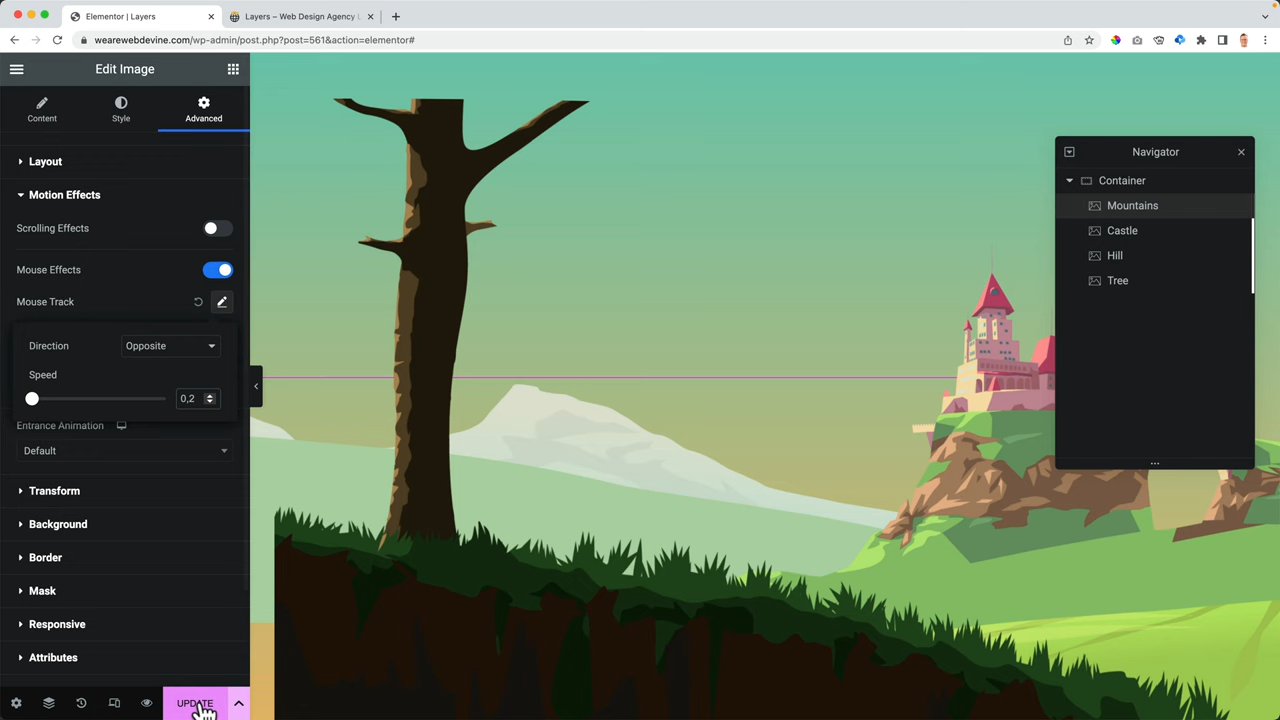 Elementor | Layers
Layers – Web Design Agency
wearewebdevine.com/wp-admin/post.php?post=561&action=elementor#
Edit Image
Content
Style
Advanced
Layout
Motion Effects
Scrolling Effects
Mouse Effects
Mouse Track
Direction
Opposite
Speed
0,2
Entrance Animation
Default
Transform
Background
Border
Mask
Responsive
Attributes
UPDATE
Navigator
Container
Mountains
Castle
Hill
Tree